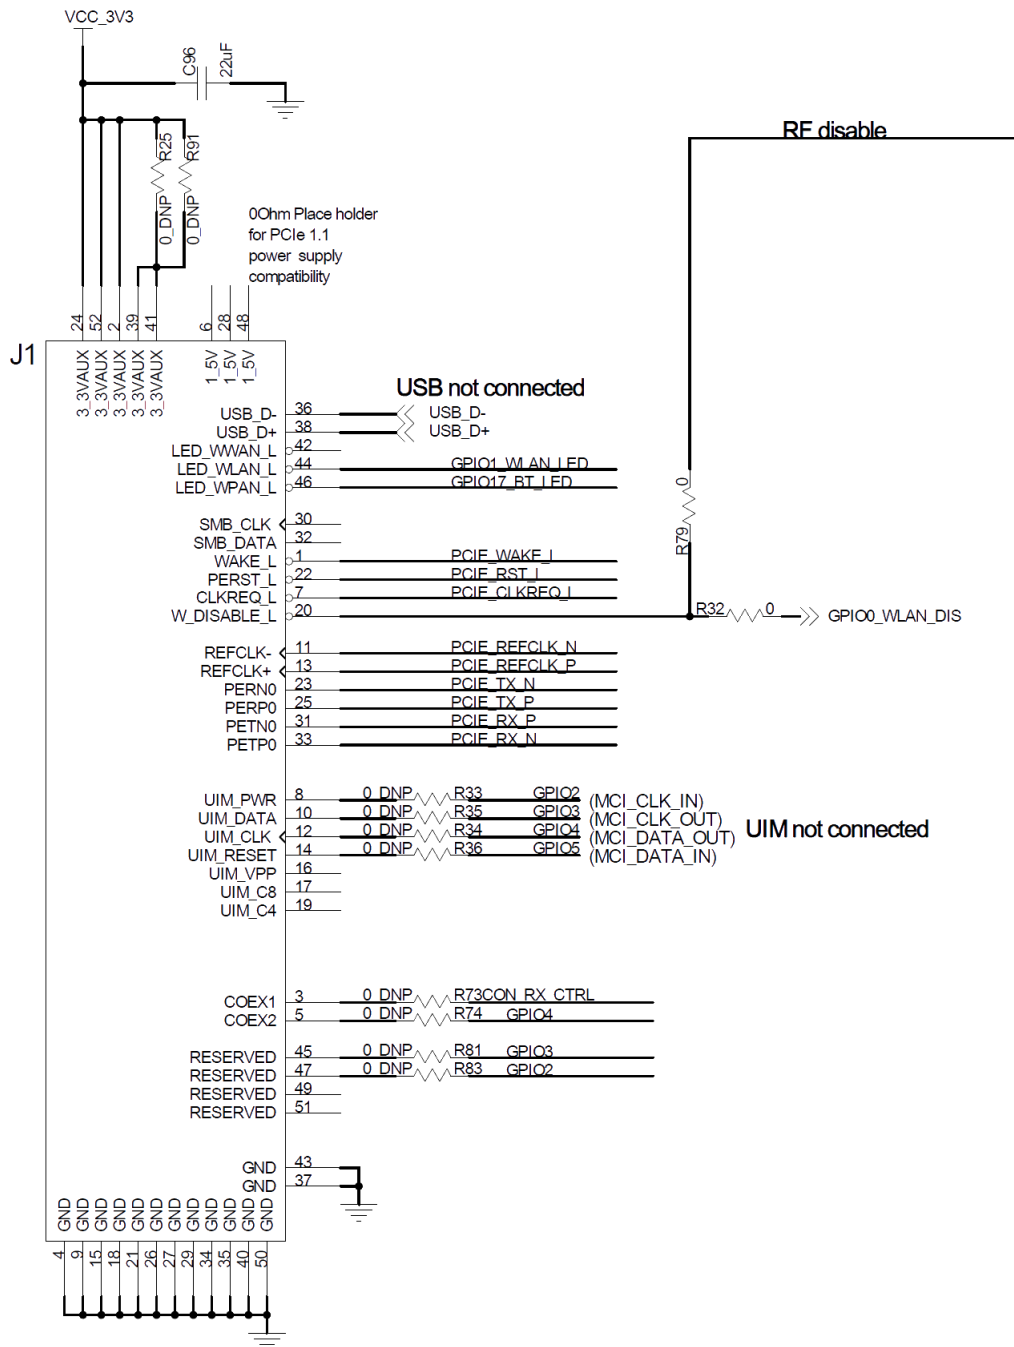 VCC_3V3
C96
22uF
RF disable
R25
R91
0_DNP
0_DNP
0Ohm Place holder
for PCIe 1.1
power supply
compatibility
24
52
2
39
41
6
28
48
J1
3_3VAUX
3_3VAUX
3_3VAUX
3_3VAUX
3_3VAUX
1_5V
1_5V
1_5V
USB not connected
USB_D- 36 USB_D-
USB_D+ 38 USB_D+
LED_WWAN_L 42
LED_WLAN_L 44 GPIO1_WLAN_LED
LED_WPAN_L 46 GPIO17_BT_LED
0
R79
SMB_CLK 30
SMB_DATA 32
WAKE_L 1 PCIE_WAKE_L
PERST_L 22 PCIE_RST_L
CLKREQ_L 7 PCIE_CLKREQ_L
W_DISABLE_L 20 R32 0 GPIO0_WLAN_DIS
REFCLK- 11 PCIE_REFCLK_N
REFCLK+ 13 PCIE_REFCLK_P
PERN0 23 PCIE_TX_N
PERP0 25 PCIE_TX_P
PETN0 31 PCIE_RX_P
PETP0 33 PCIE_RX_N
UIM_PWR 8 0_DNP R33 GPIO2 (MCI_CLK_IN)
UIM_DATA 10 0_DNP R35 GPIO3 (MCI_CLK_OUT)
UIM_CLK 12 0_DNP R34 GPIO4 (MCI_DATA_OUT)
UIM not connected
UIM_RESET 14 0_DNP R36 GPIO5 (MCI_DATA_IN)
UIM_VPP 16
UIM_C8 17
UIM_C4 19
COEX1 3 0_DNP R73 CON_RX_CTRL
COEX2 5 0_DNP R74 GPIO4
RESERVED 45 0_DNP R81 GPIO3
RESERVED 47 0_DNP R83 GPIO2
RESERVED 49
RESERVED 51
GND 43
GND 37
GND
GND
GND
GND
GND
GND
GND
GND
GND
GND
GND
GND
4
9
15
18
21
26
27
29
34
35
40
50